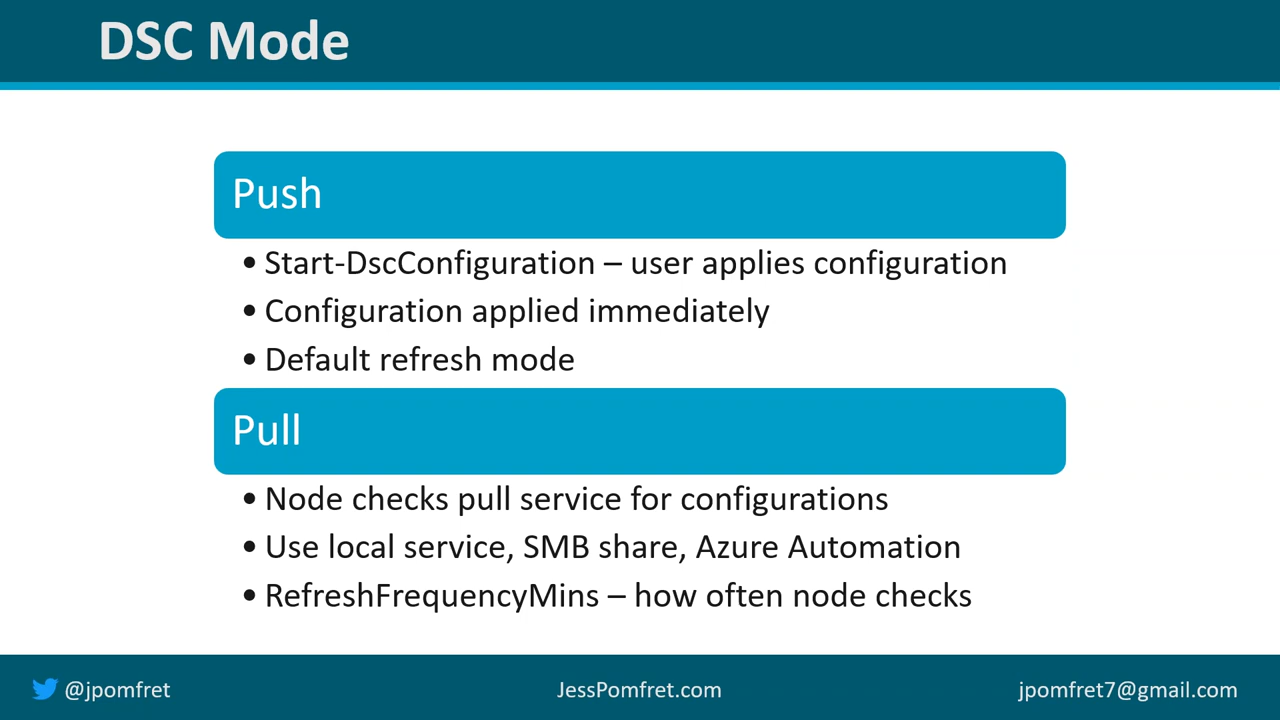 DSC Mode
Push
• Start-DscConfiguration – user applies configuration
• Configuration applied immediately
• Default refresh mode
Pull
• Node checks pull service for configurations
• Use local service, SMB share, Azure Automation
• RefreshFrequencyMins – how often node checks
@jpomfret
JessPomfret.com
jpomfret7@gmail.com